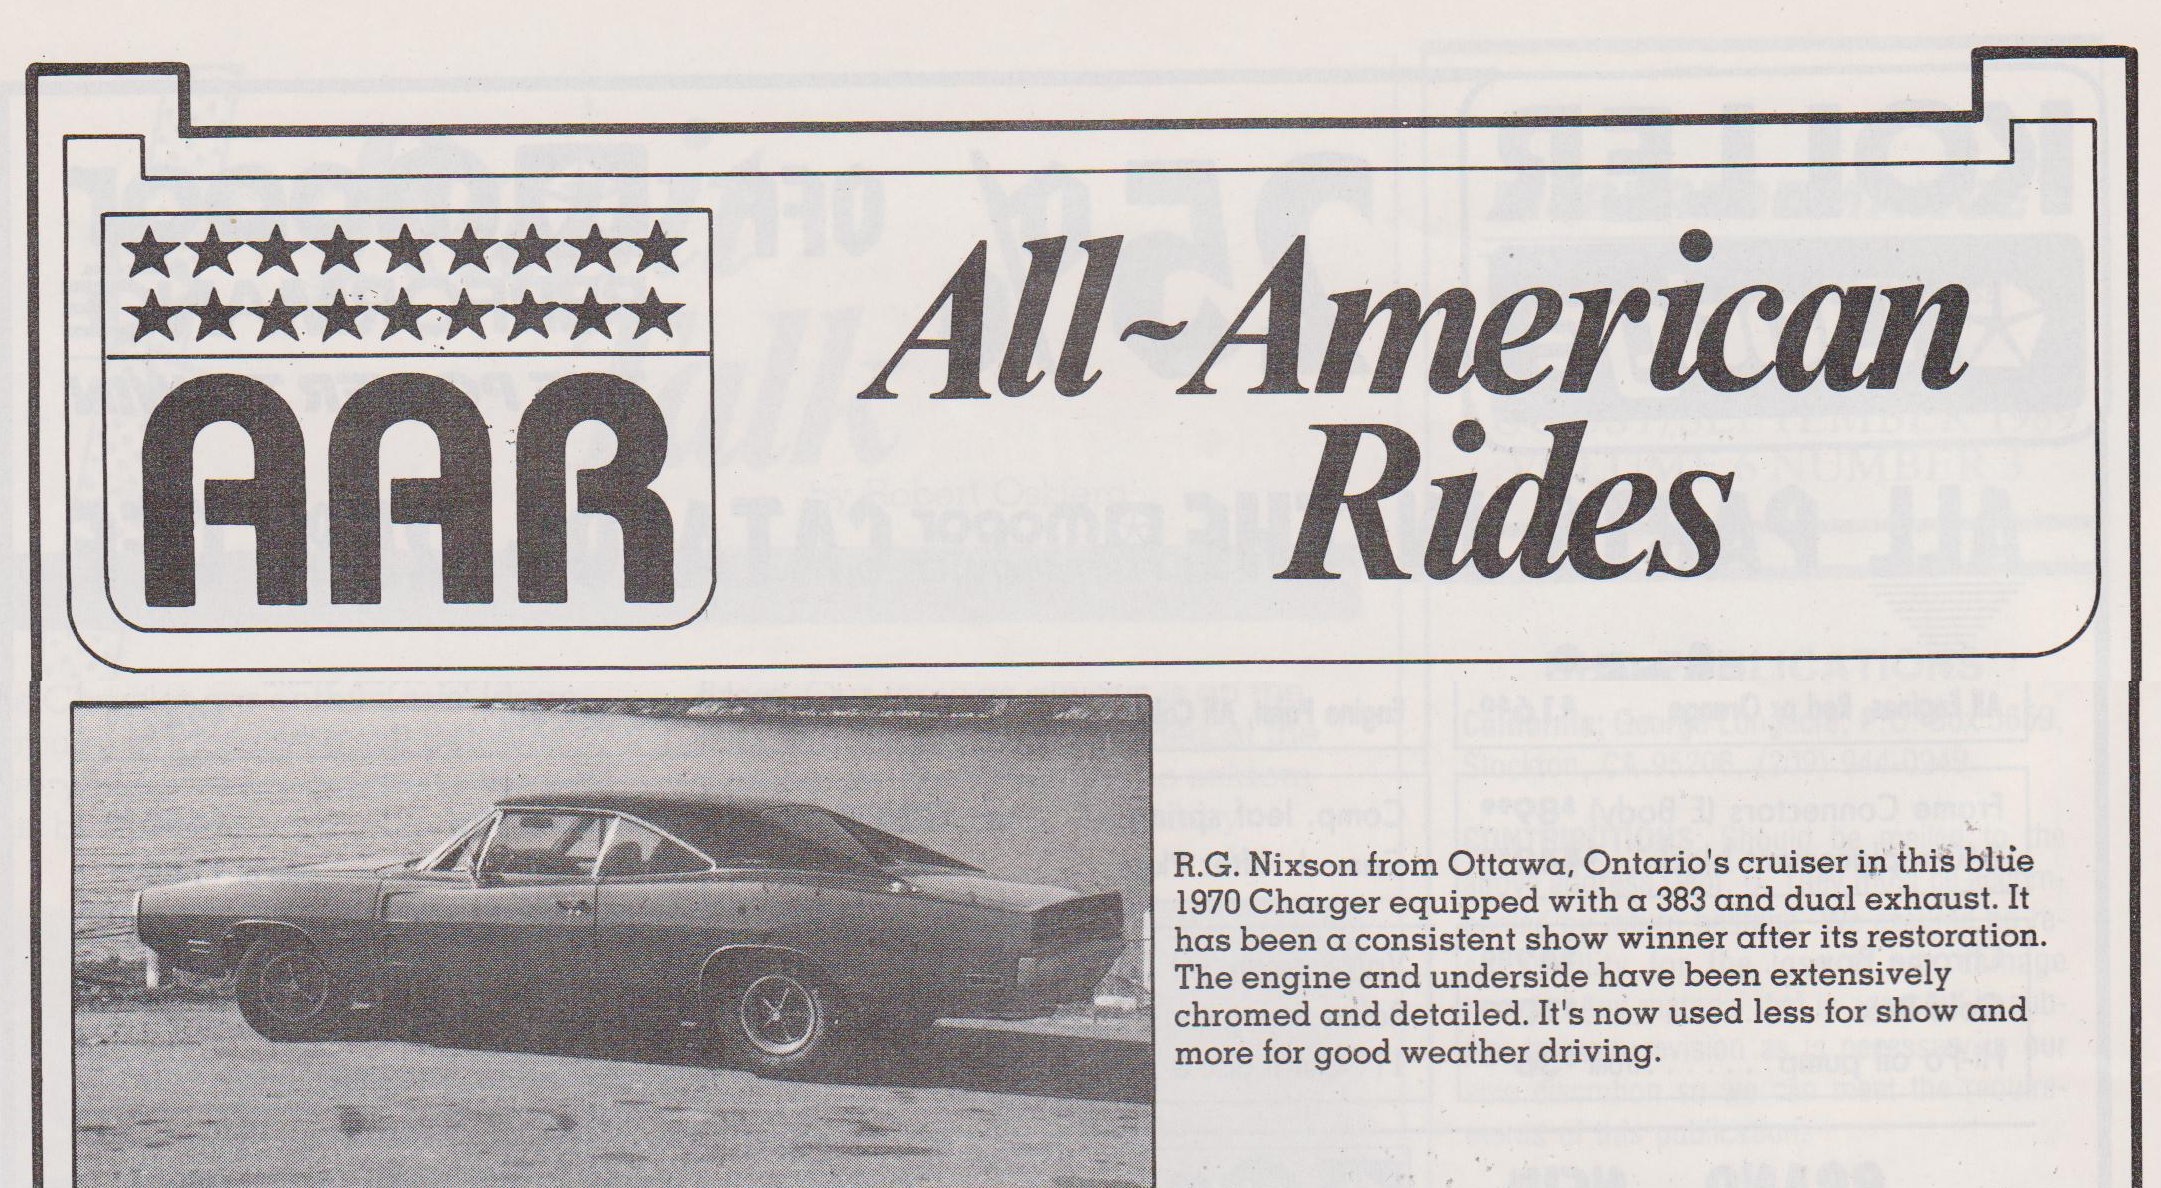 AAR
All-American
Rides
R.G. Nixson from Ottawa, Ontario's cruiser in this bltie
1970 Charger equipped with a 383 and dual exhaust. It
has been a consistent show winner after its restoration.
The engine and underside have been extensively
chromed and detailed. It's now used less for show and
more for good weather driving.